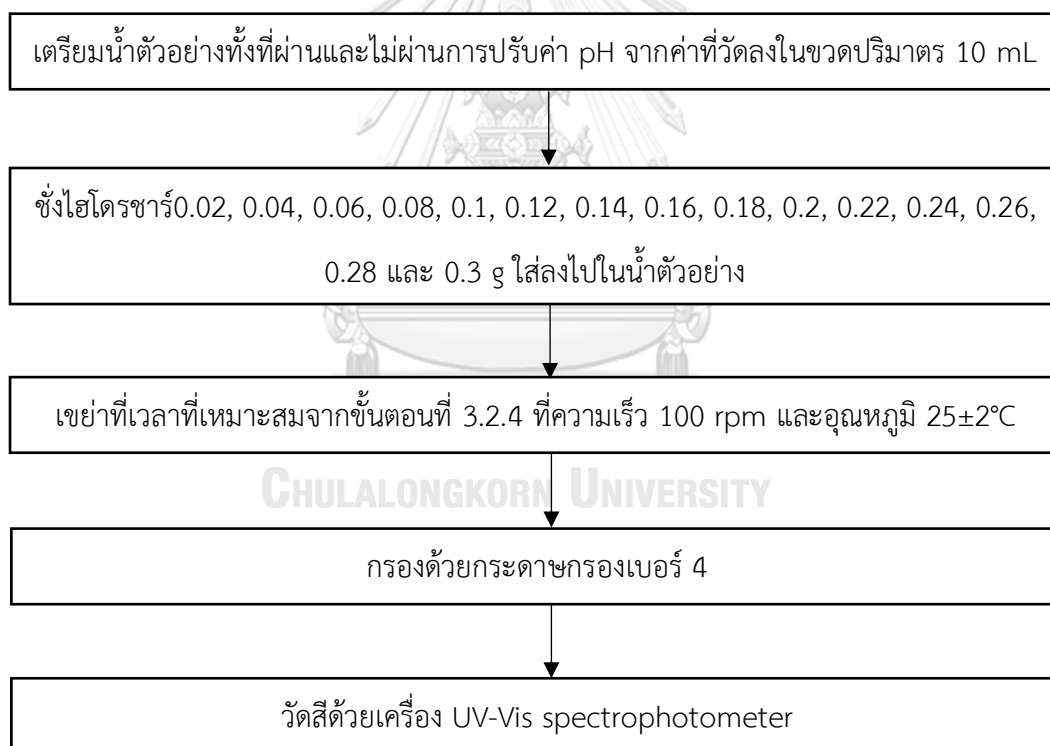 เตรียมน้ำตัวอย่างทั้งที่ผ่านและไม่ผ่านการปรับค่า pH จากค่าที่วัดลงในขวดปริมาตร 10 mL
ชั่งไฮโดรชาร์0.02, 0.04, 0.06, 0.08, 0.1, 0.12, 0.14, 0.16, 0.18, 0.2, 0.22, 0.24, 0.26,
0.28 และ 0.3 g ใส่ลงไปในน้ำตัวอย่าง
เขย่าที่เวลาที่เหมาะสมจากขั้นตอนที่ 3.2.4 ที่ความเร็ว 100 rpm และอุณหภูมิ 25±2°C
CHULALONGKORN UNIVERSITY
กรองด้วยกระดาษกรองเบอร์ 4
วัดสีด้วยเครื่อง UV-Vis spectrophotometer